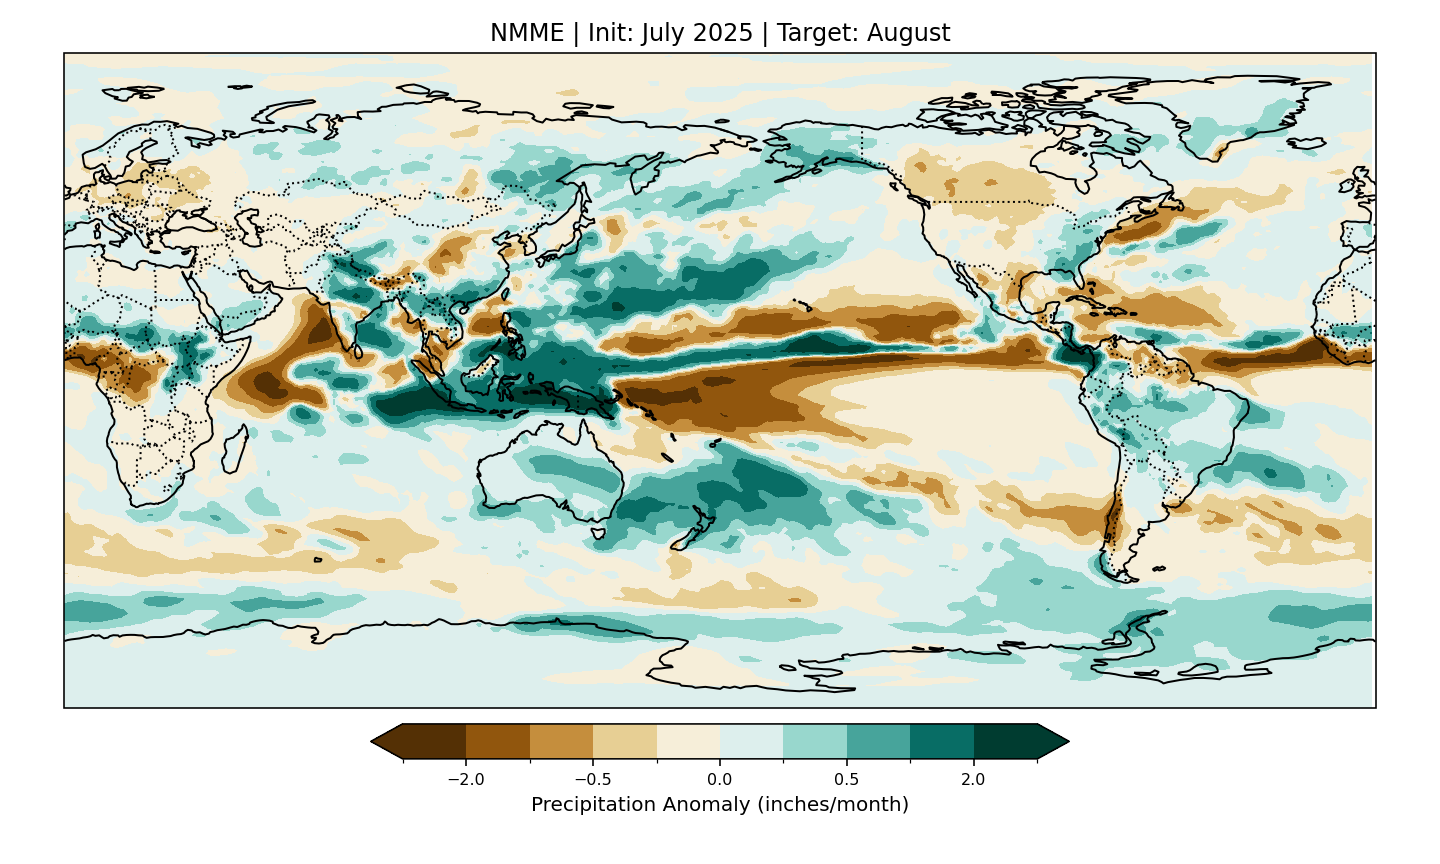 NMME | Init: July 2025 | Target: August
−2.0 −0.5 0.0 0.5 2.0
Precipitation Anomaly (inches/month)